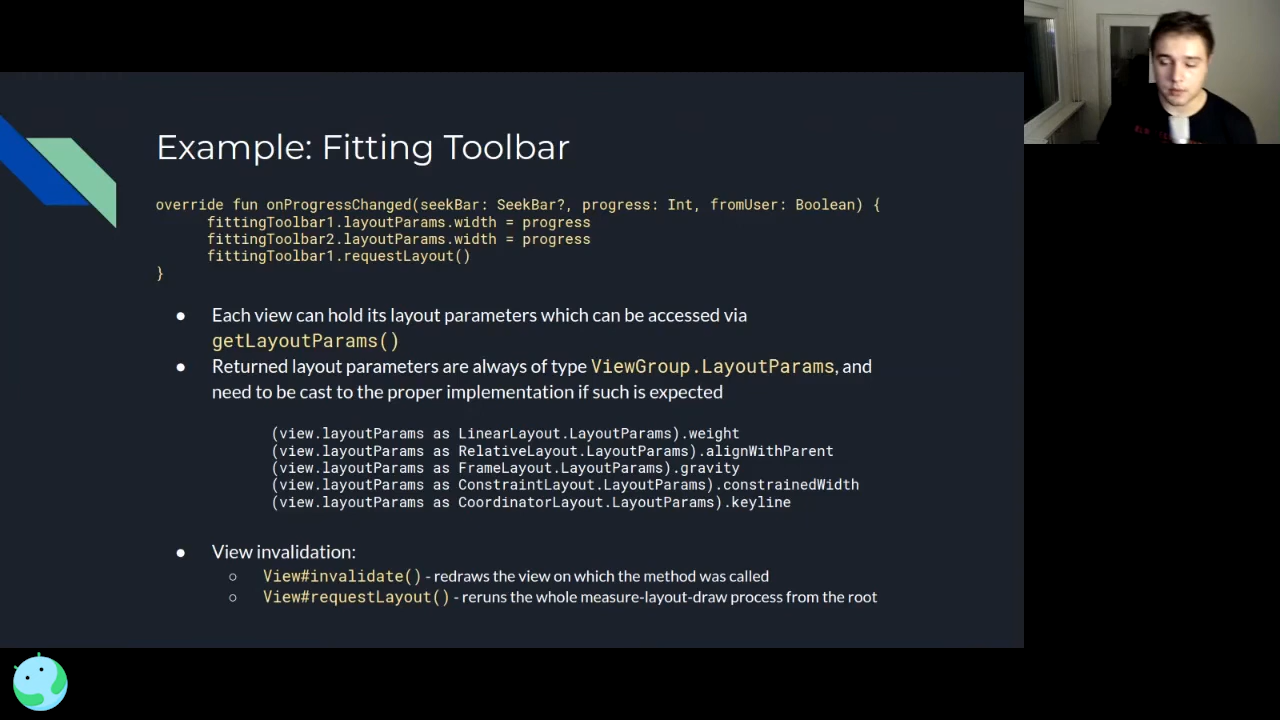 Example: Fitting Toolbar
override fun onProgressChanged(seekBar: SeekBar?, progress: Int, fromUser: Boolean) {
fittingToolbar1.layoutParams.width = progress
fittingToolbar2.layoutParams.width = progress
fittingToolbar1.requestLayout()
}
● Each view can hold its layout parameters which can be accessed via
getLayoutParams()
● Returned layout parameters are always of type ViewGroup.LayoutParams, and
need to be cast to the proper implementation if such is expected
(view.layoutParams as LinearLayout.LayoutParams).weight
(view.layoutParams as RelativeLayout.LayoutParams).alignWithParent
(view.layoutParams as FrameLayout.LayoutParams).gravity
(view.layoutParams as ConstraintLayout.LayoutParams).constrainedWidth
(view.layoutParams as CoordinatorLayout.LayoutParams).keyline
● View invalidation:
○ View#invalidate() - redraws the view on which the method was called
○ View#requestLayout() - reruns the whole measure-layout-draw process from the root